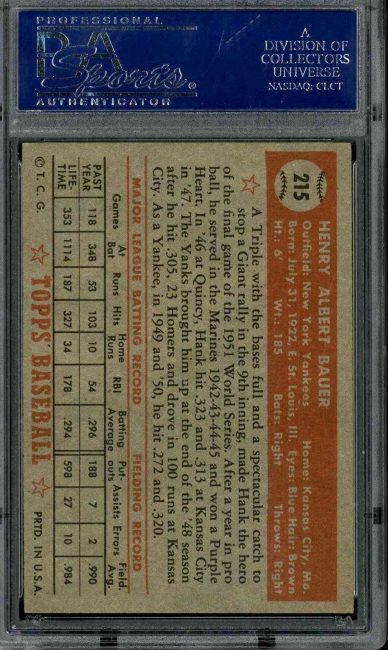 PROFESSIONAL
PSA
Sports
®
AUTHENTICATOR
A
DIVISION OF
COLLECTORS
UNIVERSE
NASDAQ: CLCT
215
HENRY ALBERT BAUER
Outfield: New York Yankees Home: Kansas City Mo.
Born: July 31, 1922, E. St. Louis, Ill. Eyes: Blue Hair: Brown
Ht.: 6' Wt.: 185 Bats: Right Throws: Right
A Triple with the bases full and a spectacular catch to
stop a Giant rally in the 9th inning, made Hank the hero
of the final game of the 1951 World Series. After a year in pro
ball, he served in the Marines 1942-43-44-45 and won a Purple
Heart. In '46 at Quincy, Hank hit .323 and .313 at Kansas City
in '47. The Yanks brought him up at the end of the '48 season
after he hit .305, 23 Homers and drove in 100 runs at Kansas
City. As a Yankee, in 1949 and '50, he hit .272 and .320.
MAJOR LEAGUE BATTING RECORD FIELDING RECORD
Games At Bat Runs Hits Home Runs RBI Batting Average Put-outs Assists Errors Field. Avg.
PAST YEAR 118 348 53 103 10 54 .296 188 7 2 .990
LIFE-TIME 353 1114 187 327 34 178 .294 598 27 10 .984
© T. C. G. TOPPS BASEBALL PRTD. IN U.S.A.